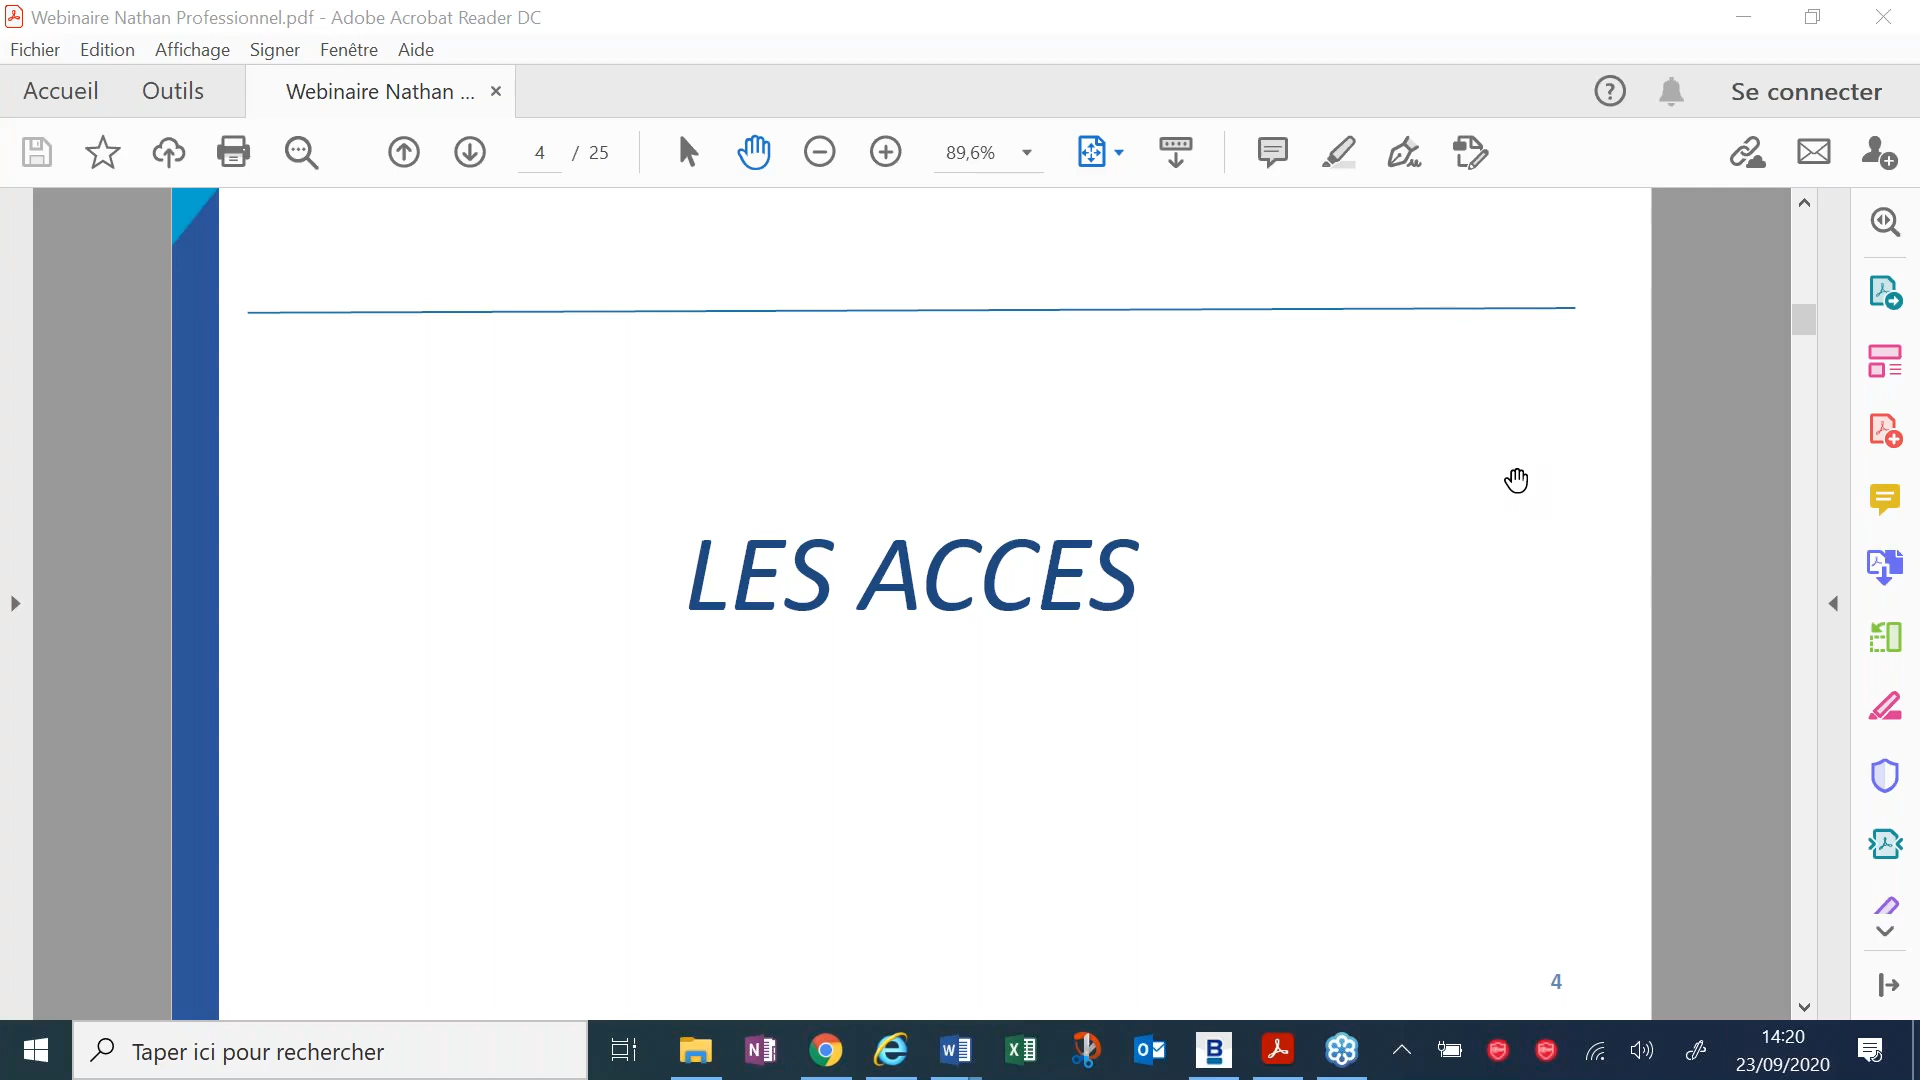 Webinaire Nathan Professionnel.pdf - Adobe Acrobat Reader DC
Fichier Edition Affichage Signer Fenêtre Aide
Accueil Outils Webinaire Nathan ... × Se connecter
4 / 25 89,6%
LES ACCES
4
Taper ici pour rechercher
14:20
23/09/2020